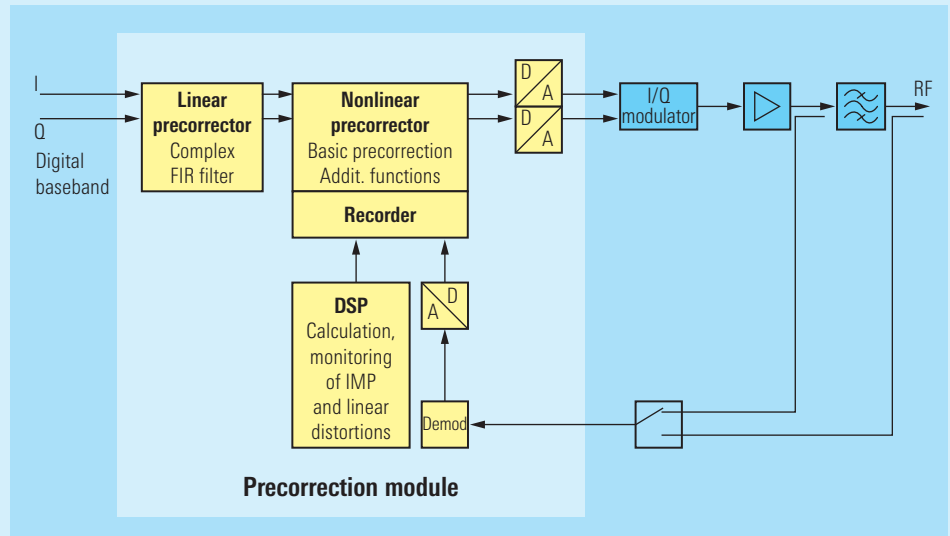 I
Q
Digital
baseband
Linear
precorrector
Complex
FIR filter
Nonlinear
precorrector
Basic precorrection
Addit. functions
Recorder
D
A
D
A
I/Q
modulator
RF
DSP
Calculation,
monitoring
of IMP
and linear
distortions
D
A
Demod
Precorrection module